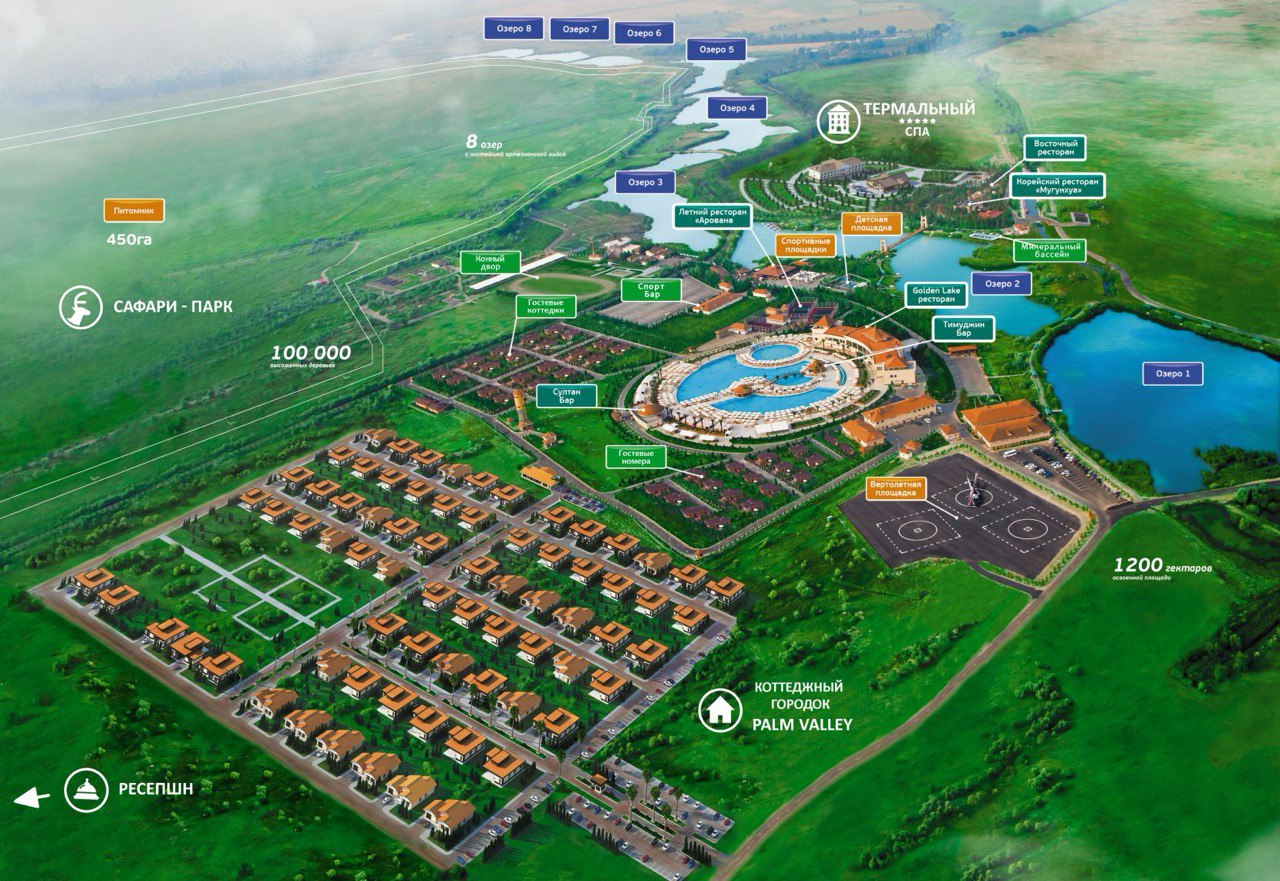 Озеро 8
Озеро 7
Озеро 6
Озеро 5
Озеро 4
ТЕРМАЛЬНЫЙ
СПА
8 озер
с чистейшей артезианской водой
Восточный
ресторан
Озеро 3
Корейский ресторан
«Мугунхуа»
Питомник
450га
Летний ресторан
«Арована
Детская
площадка
Спортивные
площадки
Минеральный
бассейн
Конный
двор
Озеро 2
Спорт
Бар
Golden Lake
ресторан
САФАРИ - ПАРК
Гостевые
коттеджи
Тимуджин
Бар
100 000
высаженных деревьев
Озеро 1
Султан
Бар
Гостевые
номера
Вертолетная
площадка
1200 гектаров
освоенной площади
КОТТЕДЖНЫЙ
ГОРОДОК
PALM VALLEY
РЕСЕПШН